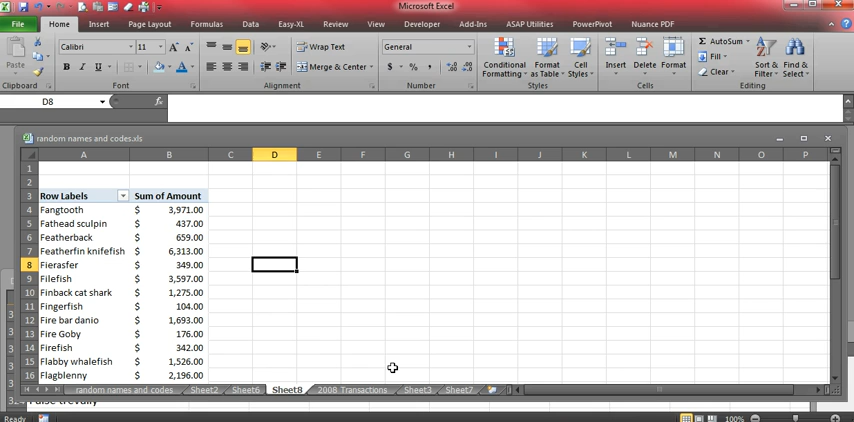 Microsoft Excel
File Home Insert Page Layout Formulas Data Easy-XL Review View Developer Add-Ins ASAP Utilities PowerPivot Nuance PDF
Paste
Calibri 11
B I U
Wrap Text
Merge & Center
General
$ % ,
Conditional Formatting
Format as Table
Cell Styles
Insert Delete Format
Σ AutoSum
Fill
Clear
Sort & Filter
Find & Select
Clipboard Font Alignment Number Styles Cells Editing
D8 fx
random names and codes.xls
A B C D E F G H I J K L M N O P
1
2
3 Row Labels Sum of Amount
4 Fangtooth $ 3,971.00
5 Fathead sculpin $ 437.00
6 Featherback $ 659.00
7 Featherfin knifefish $ 6,313.00
8 Fierasfer $ 349.00
9 Filefish $ 3,597.00
10 Finback cat shark $ 1,275.00
11 Fingerfish $ 104.00
12 Fire bar danio $ 1,693.00
13 Fire Goby $ 176.00
14 Firefish $ 342.00
15 Flabby whalefish $ 1,526.00
16 Flagblenny $ 2,196.00
random names and codes Sheet2 Sheet6 Sheet8 2008 Transactions Sheet3 Sheet7
324 False trevally
Ready 100%